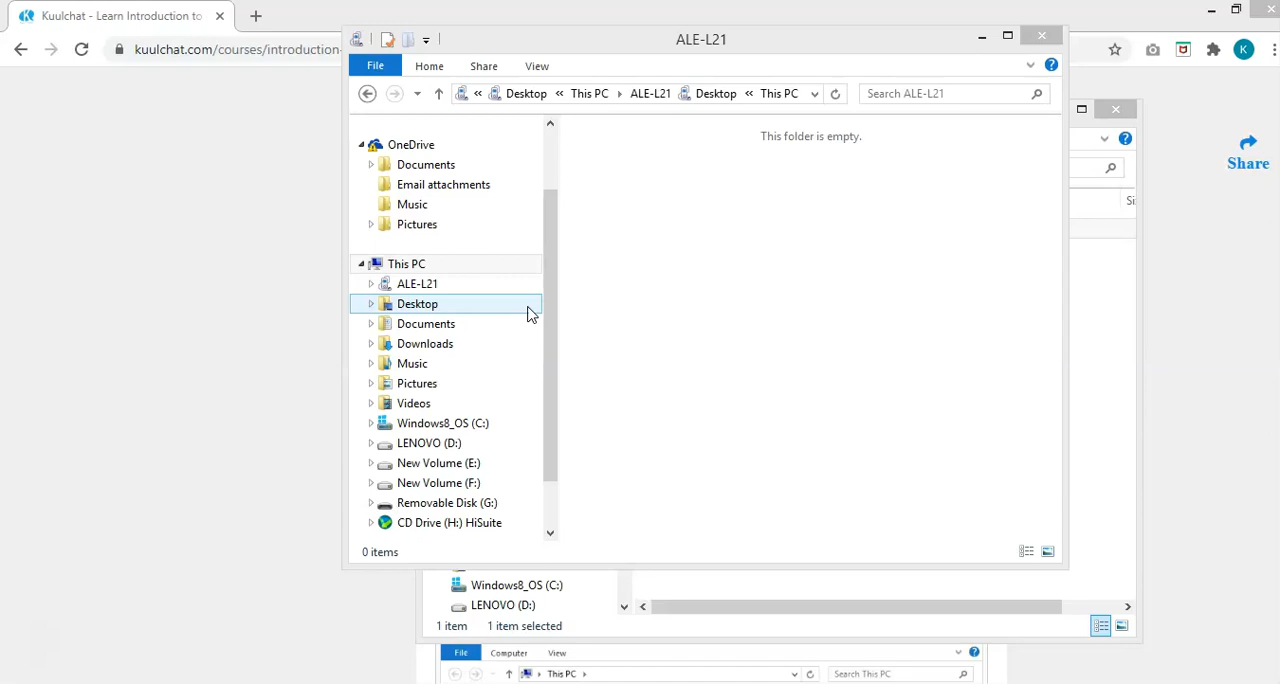 Kuulchat - Learn Introduction to
kuulchat.com/courses/introduction-
K
ALE-L21
File Home Share View
« Desktop « This PC ALE-L21 Desktop « This PC
Search ALE-L21
This folder is empty.
OneDrive
Documents
Email attachments
Music
Pictures
This PC
ALE-L21
Desktop
Documents
Downloads
Music
Pictures
Videos
Windows8_OS (C:)
LENOVO (D:)
New Volume (E:)
New Volume (F:)
Removable Disk (G:)
CD Drive (H:) HiSuite
0 items
Share
Si
Windows8_OS (C:)
LENOVO (D:)
1 item 1 item selected
File Computer View
This PC
Search This PC